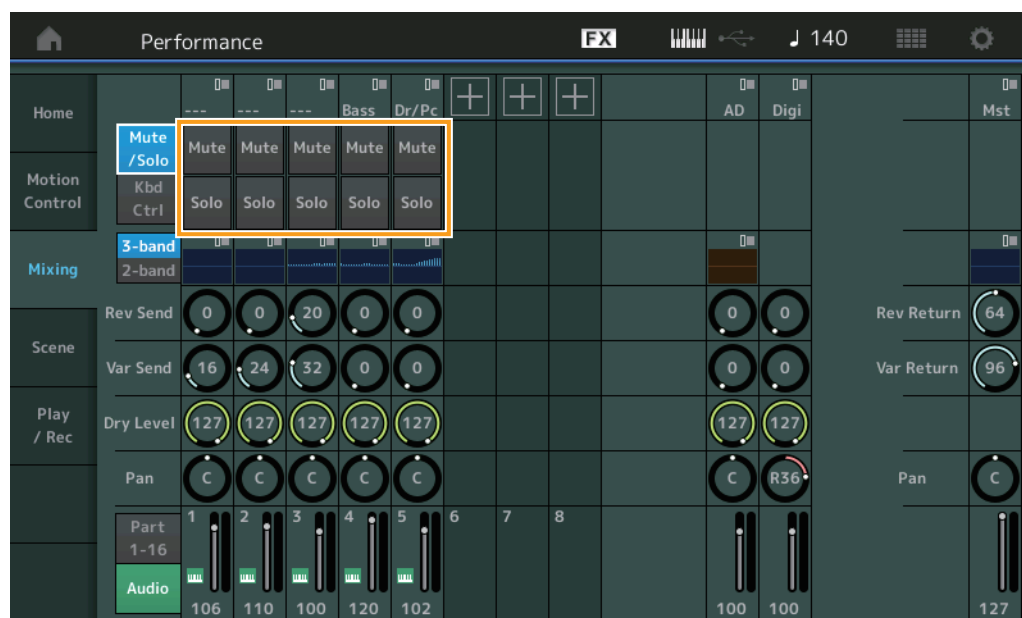 Performance FX 140
--- --- --- Bass Dr/Pc AD Digi Mst
Home
Mute
/Solo
Mute Mute Mute Mute Mute
Motion
Control
Kbd
Ctrl
Solo Solo Solo Solo Solo
Mixing
3-band
2-band
Rev Send 0 0 20 0 0 0 0 Rev Return 64
Scene
Var Send 16 24 32 0 0 0 0 Var Return 96
Play
/ Rec
Dry Level 127 127 127 127 127 127 127
Pan C C C C C C R36 Pan C
1 2 3 4 5 6 7 8
Part
1-16
Audio
106 110 100 120 102 100 100 127